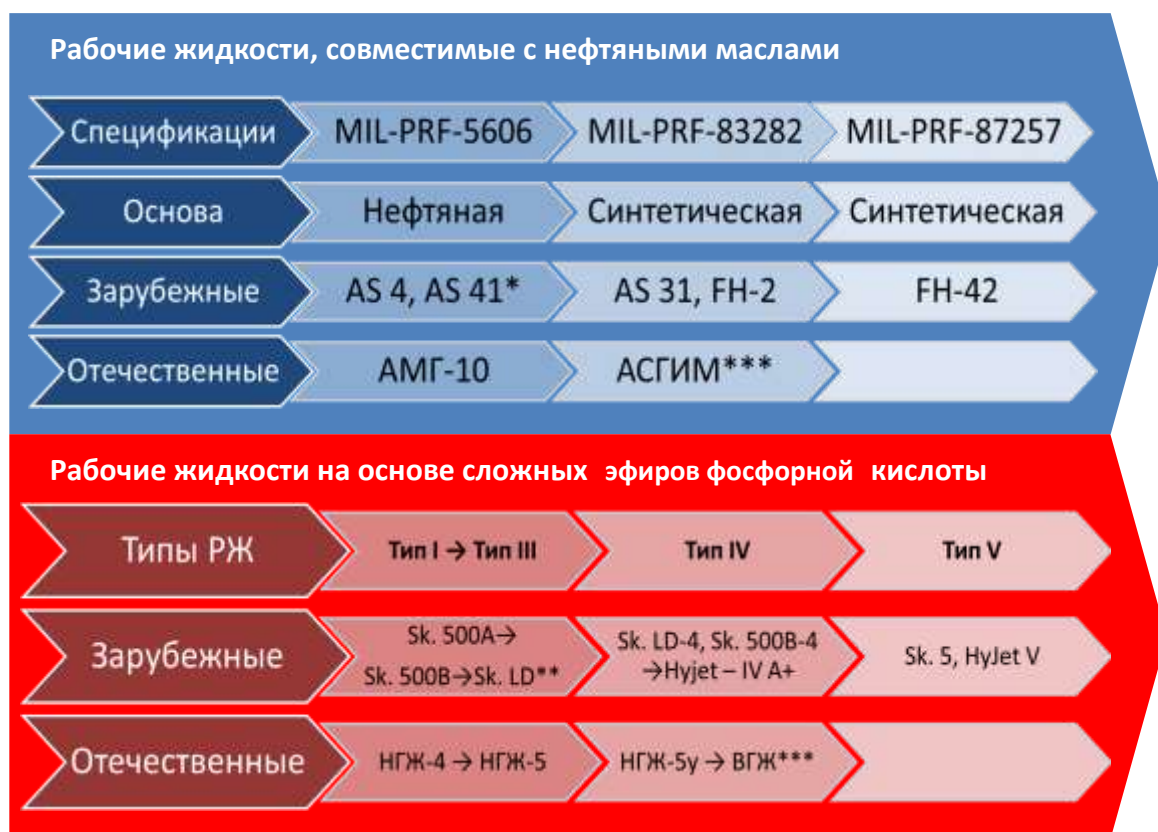 Рабочие жидкости, совместимые с нефтяными маслами
Спецификации MIL-PRF-5606 MIL-PRF-83282 MIL-PRF-87257
Основа Нефтяная Синтетическая Синтетическая
Зарубежные AS 4, AS 41* AS 31, FH-2 FH-42
Отечественные АМГ-10 АСГИМ***
Рабочие жидкости на основе сложных эфиров фосфорной кислоты
Типы РЖ Тип I → Тип III Тип IV Тип V
Зарубежные
Sk. 500A→
Sk. 500B→Sk. LD**
Sk. LD-4, Sk. 500B-4
→Hyjet – IV A+
Sk. 5, HyJet V
Отечественные НГЖ-4 → НГЖ-5 НГЖ-5у → ВГЖ***